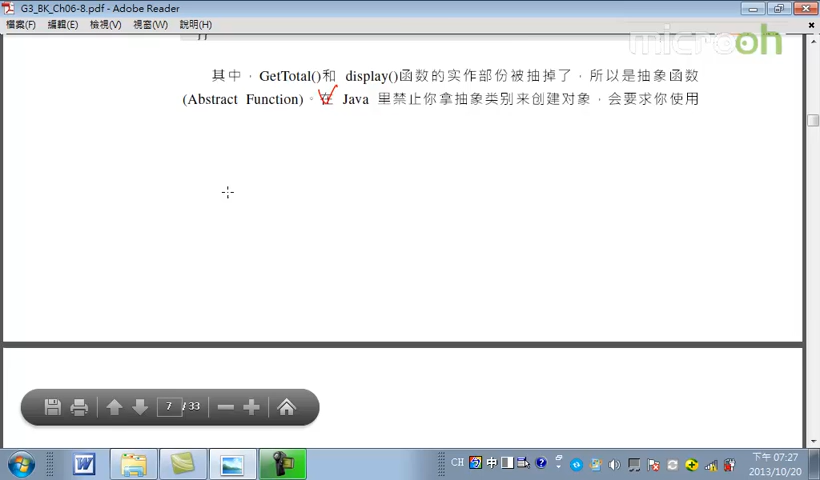 G3_BK_Ch06-8.pdf - Adobe Reader
檔案(F) 編輯(E) 檢視(V) 視窗(W) 說明(H)
microoh
其中，GetTotal()和 display()函数的实作部份被抽掉了，所以是抽象函数
(Abstract Function)。在 Java 里禁止你拿抽象类别来创建对象，会要求你使用
7 / 33
CH 中
下午 07:27
2013/10/20